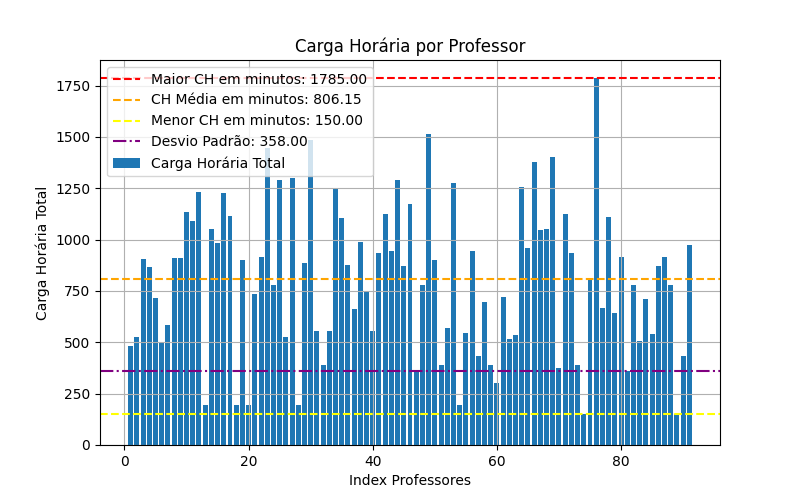 Carga Horária por Professor
Maior CH em minutos: 1785.00
CH Média em minutos: 806.15
Menor CH em minutos: 150.00
Desvio Padrão: 358.00
Carga Horária Total
Carga Horária Total
1750
1500
1250
1000
750
500
250
0
0 20 40 60 80
Index Professores